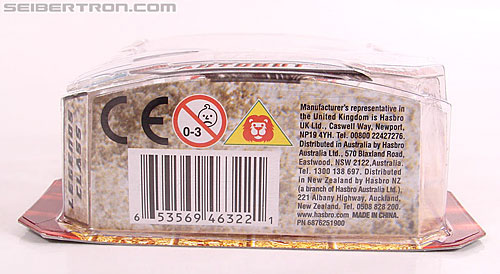 SEIBERTRON.COM
AUTOBOT
CE
0-3
Manufacturer's representative in
the United Kingdom is Hasbro
UK Ltd., Caswell Way, Newport,
NP19 4YH. Tel. 00800 22427276.
Distributed in Australia by Hasbro
Australia Ltd., 570 Blaxland Road,
Eastwood, NSW 2122, Australia.
Tel. 1300 138 697. Distributed
in New Zealand by Hasbro NZ
(a branch of Hasbro Australia Ltd.)
221 Albany Highway, Auckland,
New Zealand. Tel. 0508 828 200.
www.hasbro.com MADE IN CHINA.
P/N 6876251900
6 53569 46322 1